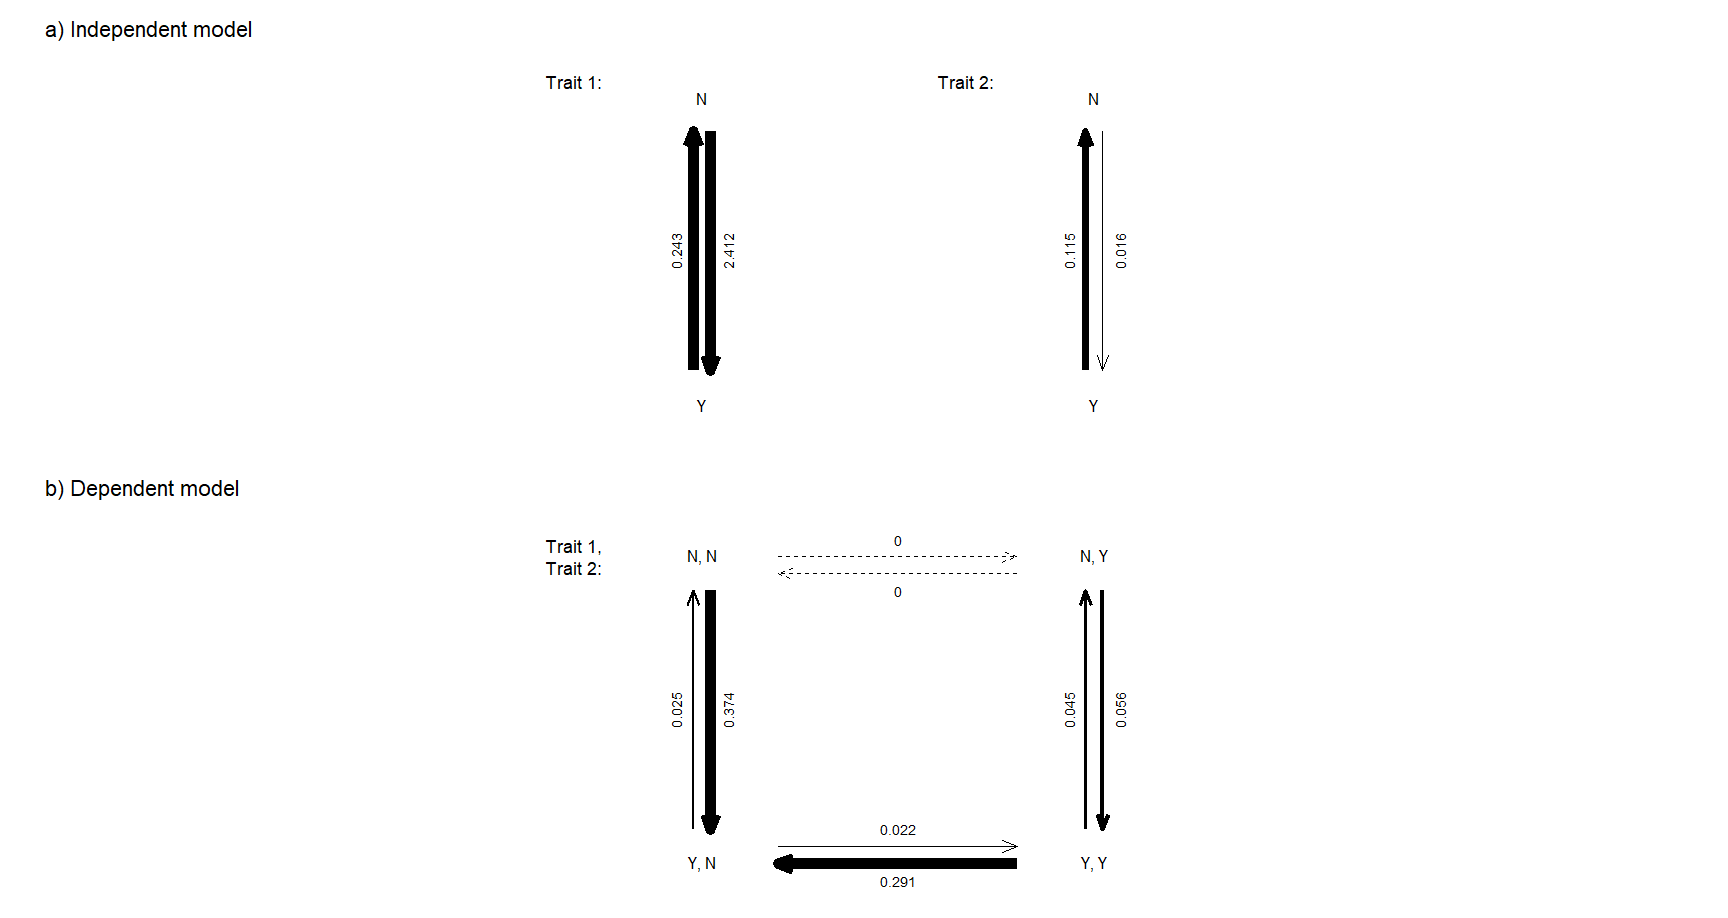 a) Independent model
Trait 1:
Trait 2:
N
N
0.243
2.412
0.115
0.016
Y
Y
b) Dependent model
Trait 1,
Trait 2:
N, N
0
N, Y
0
0.025
0.374
0.045
0.056
0.022
Y, N
Y, Y
0.291